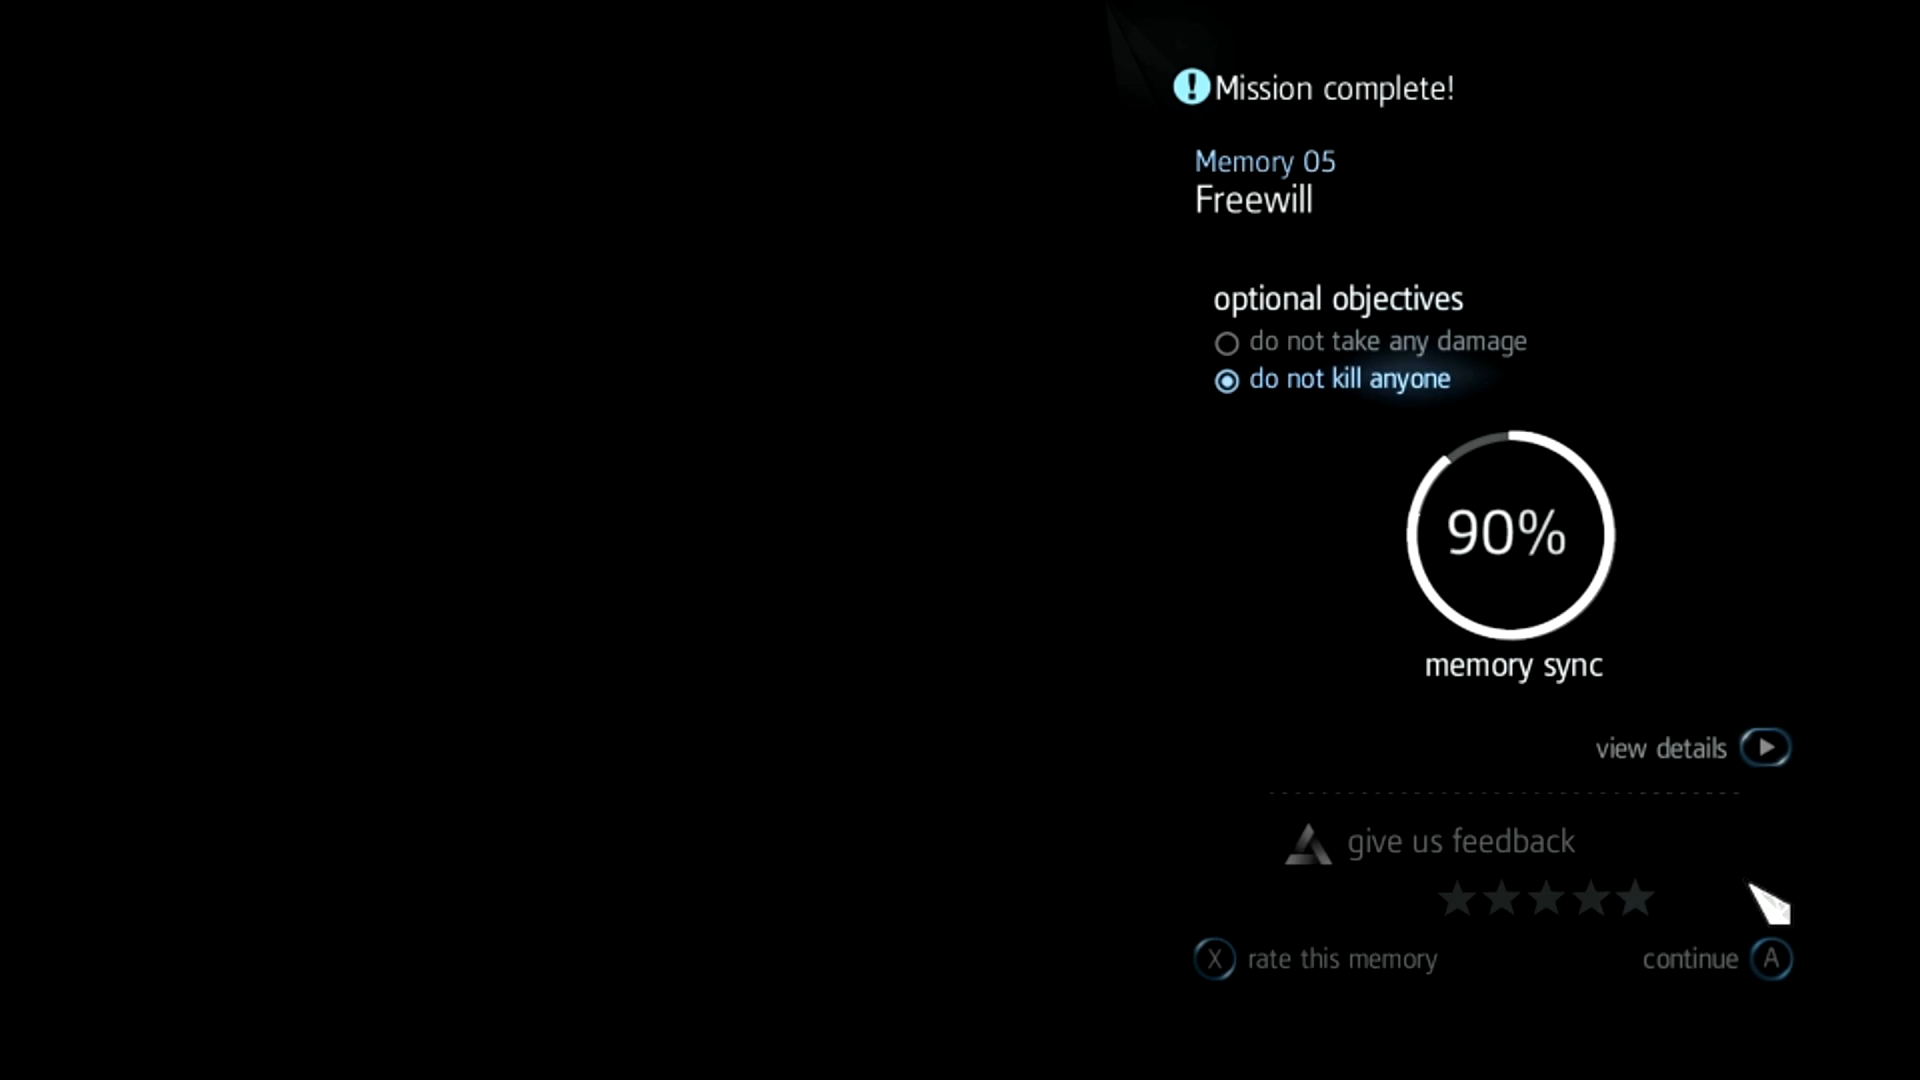 ! Mission complete!
Memory 05
Freewill
optional objectives
do not take any damage
do not kill anyone
90%
memory sync
view details
give us feedback
X rate this memory continue A